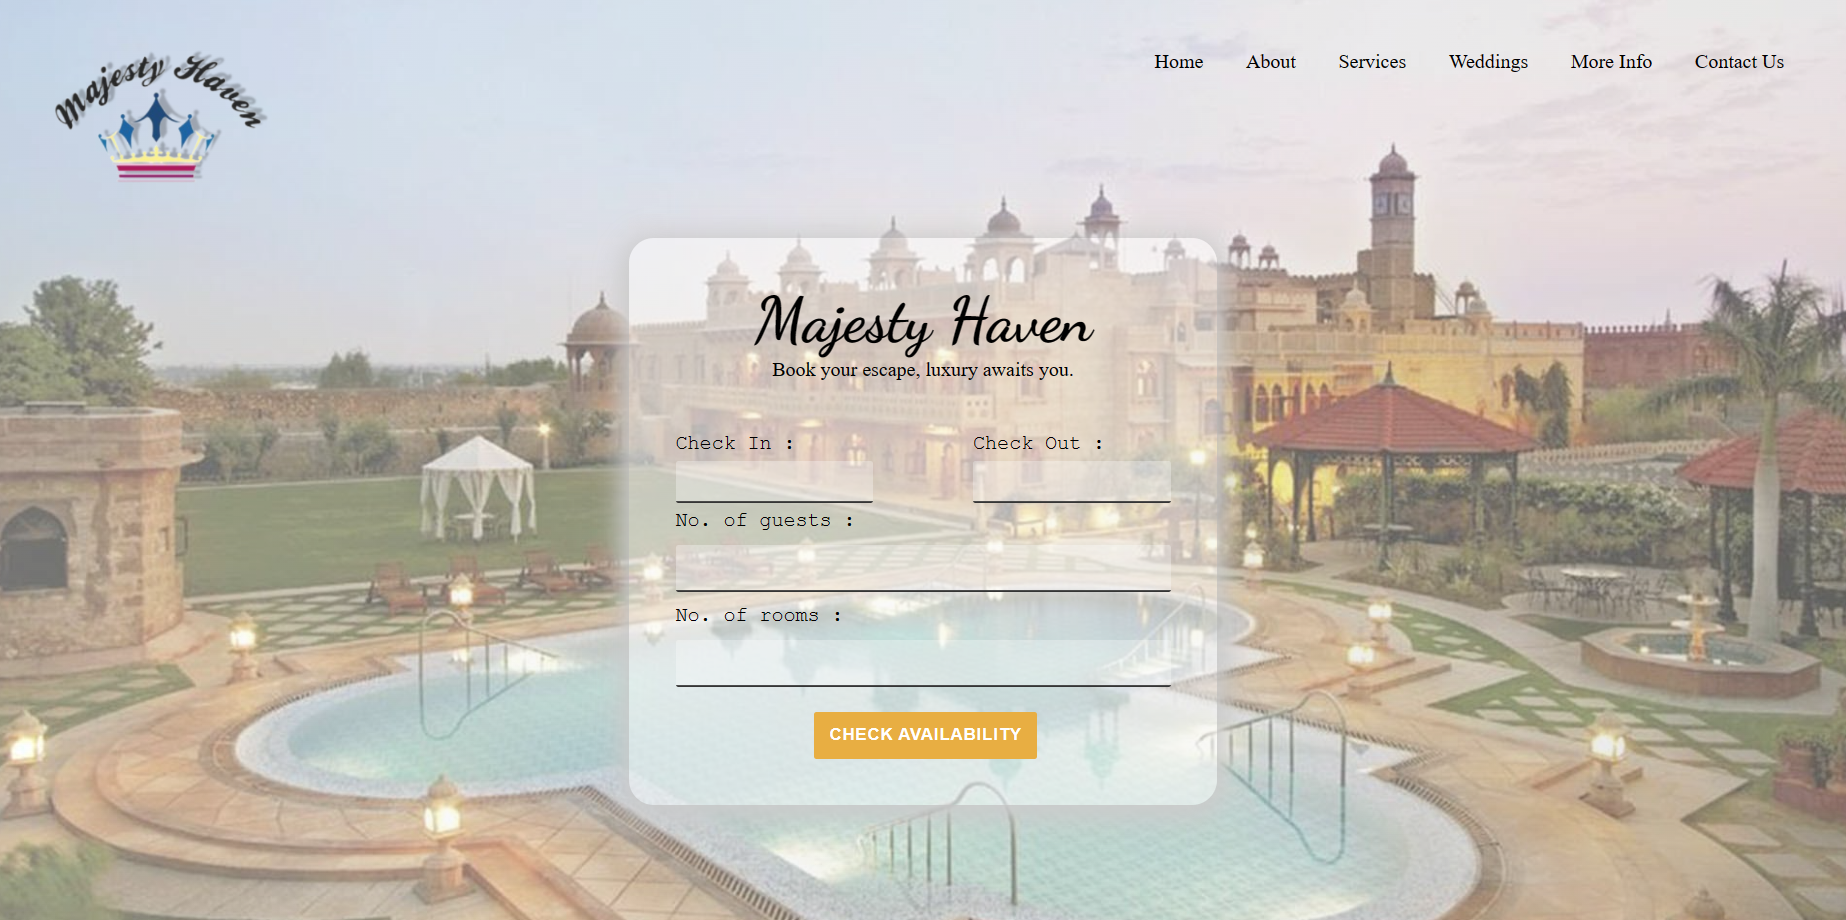 Majesty Haven
Home About Services Weddings More Info Contact Us
Majesty Haven
Book your escape, luxury awaits you.
Check In : Check Out :
No. of guests :
No. of rooms :
CHECK AVAILABILITY